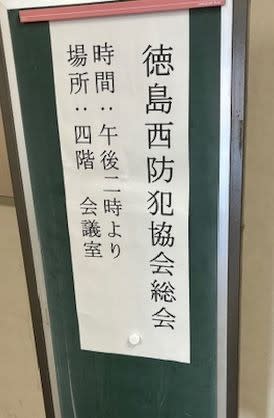 徳島西防犯協会総会
時間：午後二時より
場所：四階　会議室